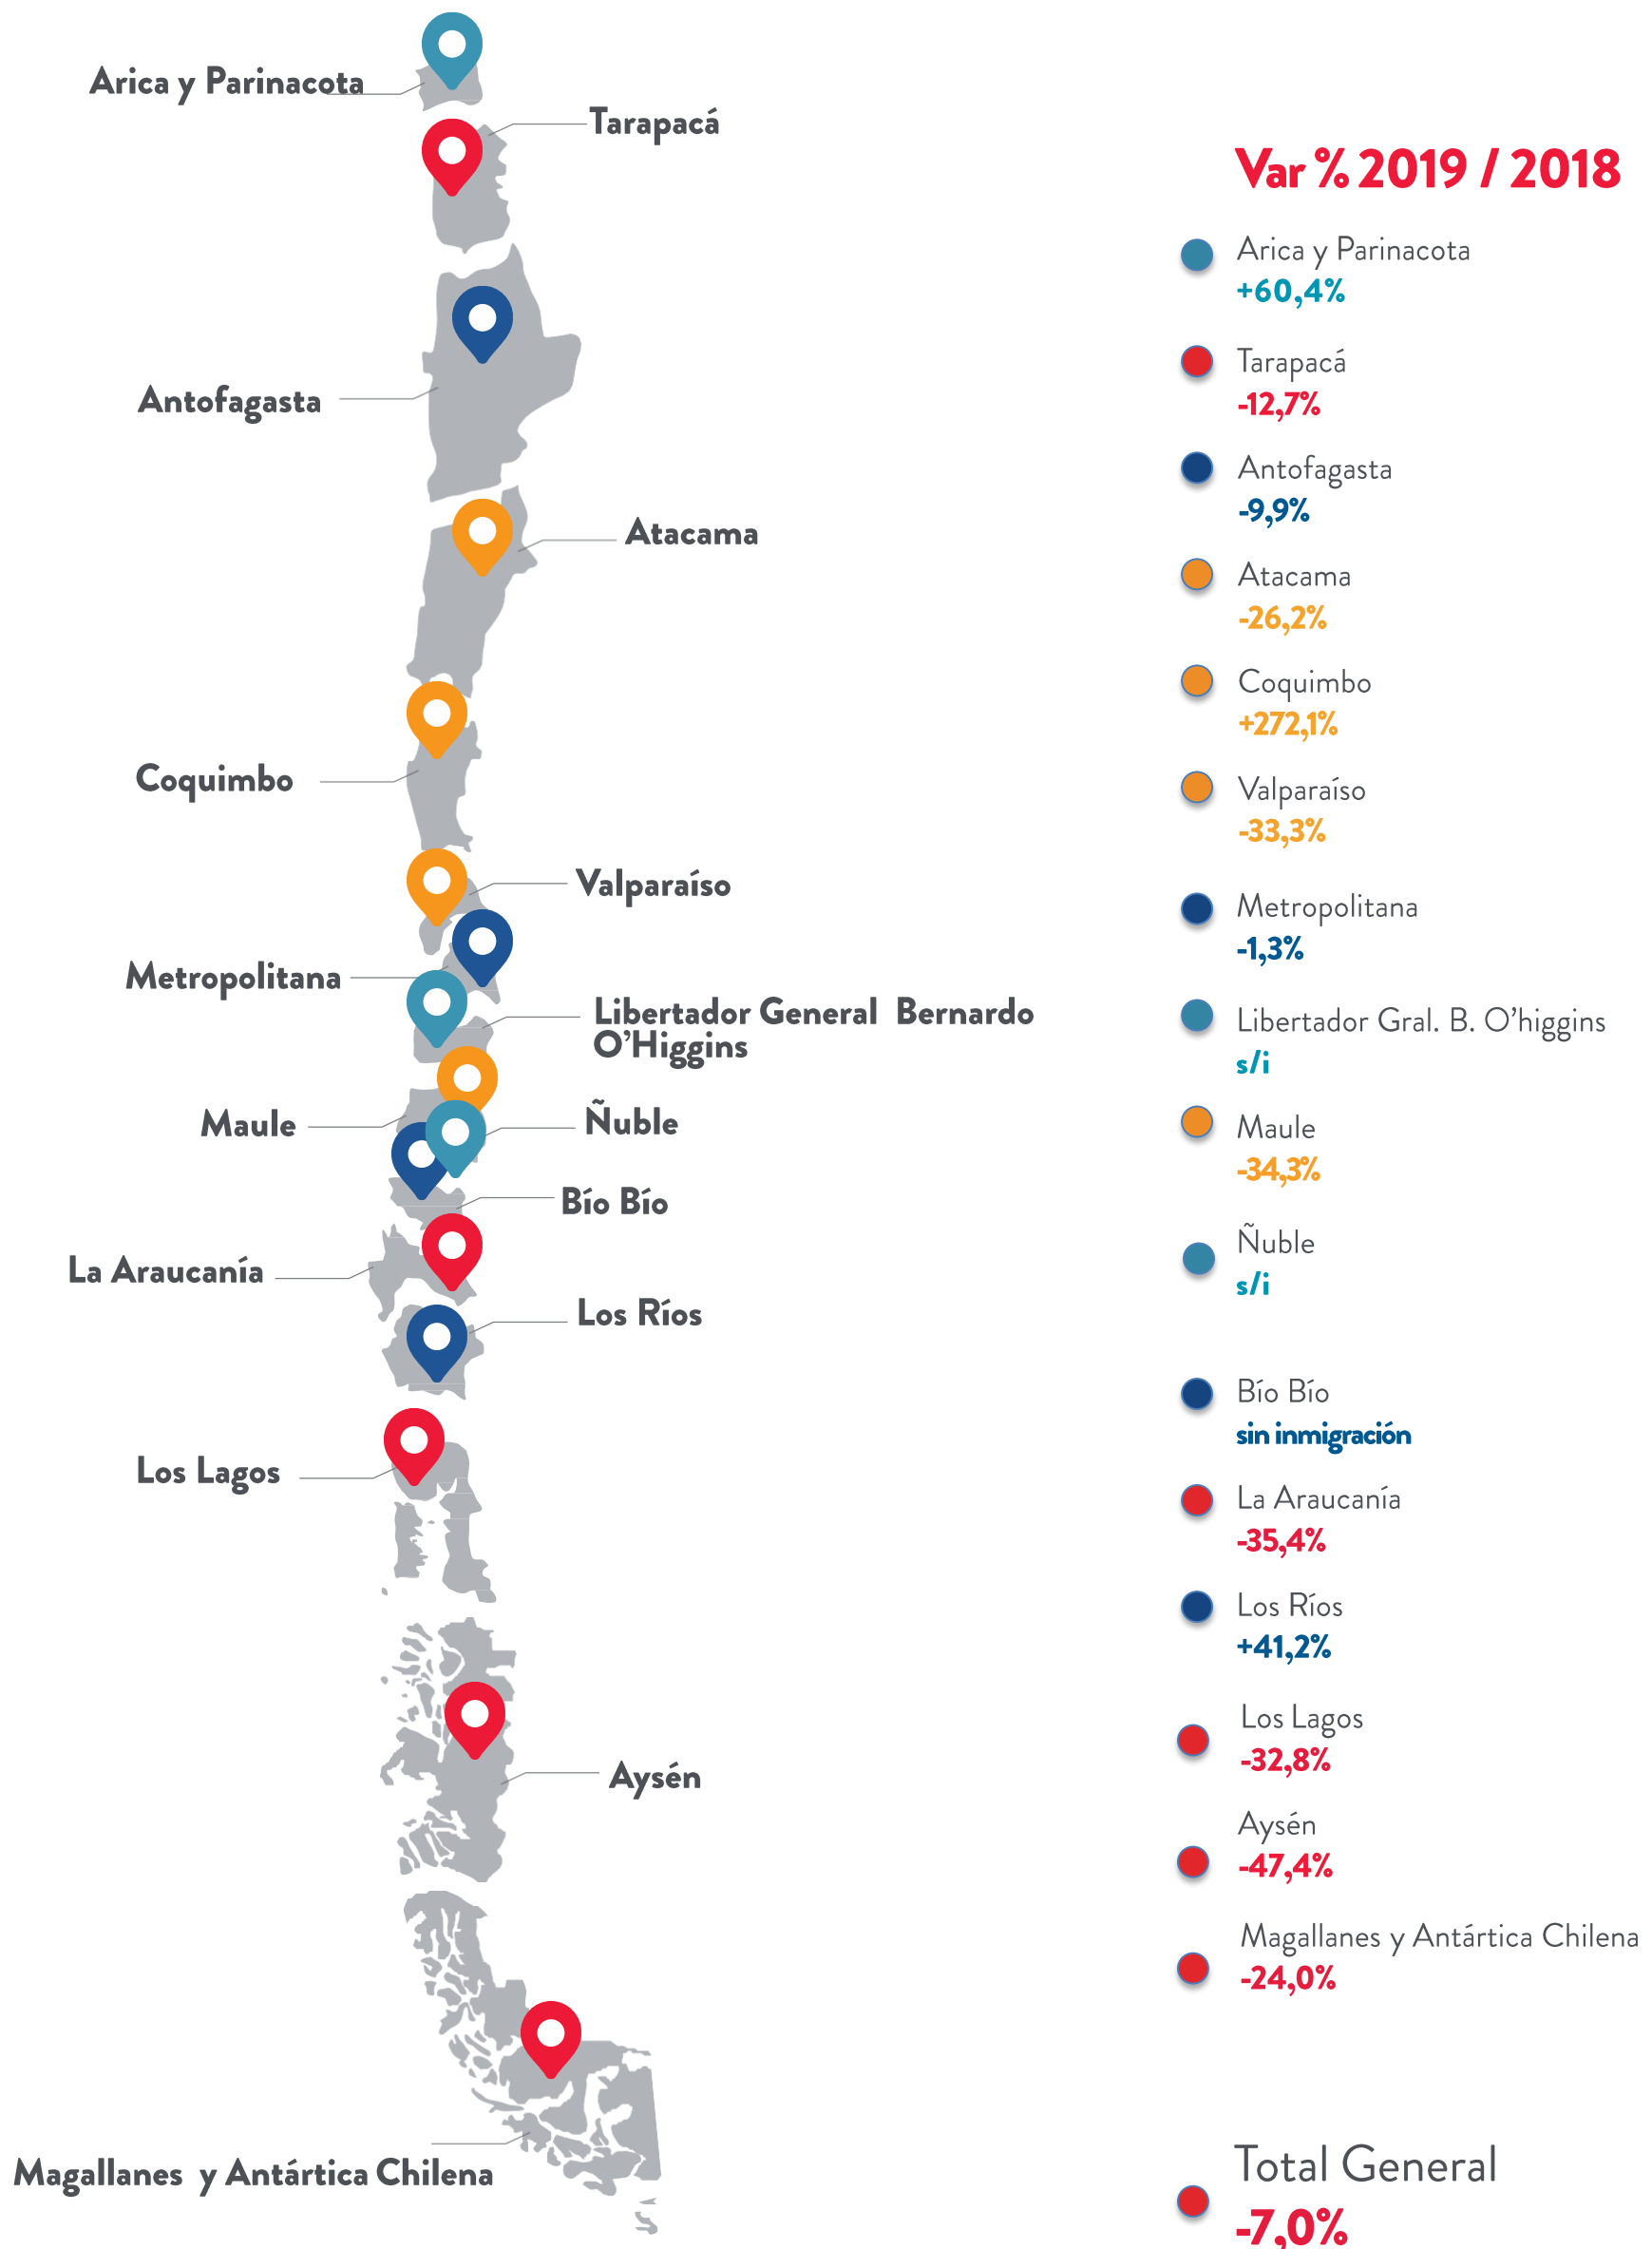 Arica y Parinacota
Tarapacá
Antofagasta
Atacama
Coquimbo
Valparaíso
Metropolitana
Libertador General Bernardo
O’Higgins
Maule
Ñuble
Bío Bío
La Araucanía
Los Ríos
Los Lagos
Aysén
Magallanes y Antártica Chilena
Var % 2019 / 2018
Arica y Parinacota
+60,4%
Tarapacá
-12,7%
Antofagasta
-9,9%
Atacama
-26,2%
Coquimbo
+272,1%
Valparaíso
-33,3%
Metropolitana
-1,3%
Libertador Gral. B. O’higgins
s/i
Maule
-34,3%
Ñuble
s/i
Bío Bío
sin inmigración
La Araucanía
-35,4%
Los Ríos
+41,2%
Los Lagos
-32,8%
Aysén
-47,4%
Magallanes y Antártica Chilena
-24,0%
Total General
-7,0%